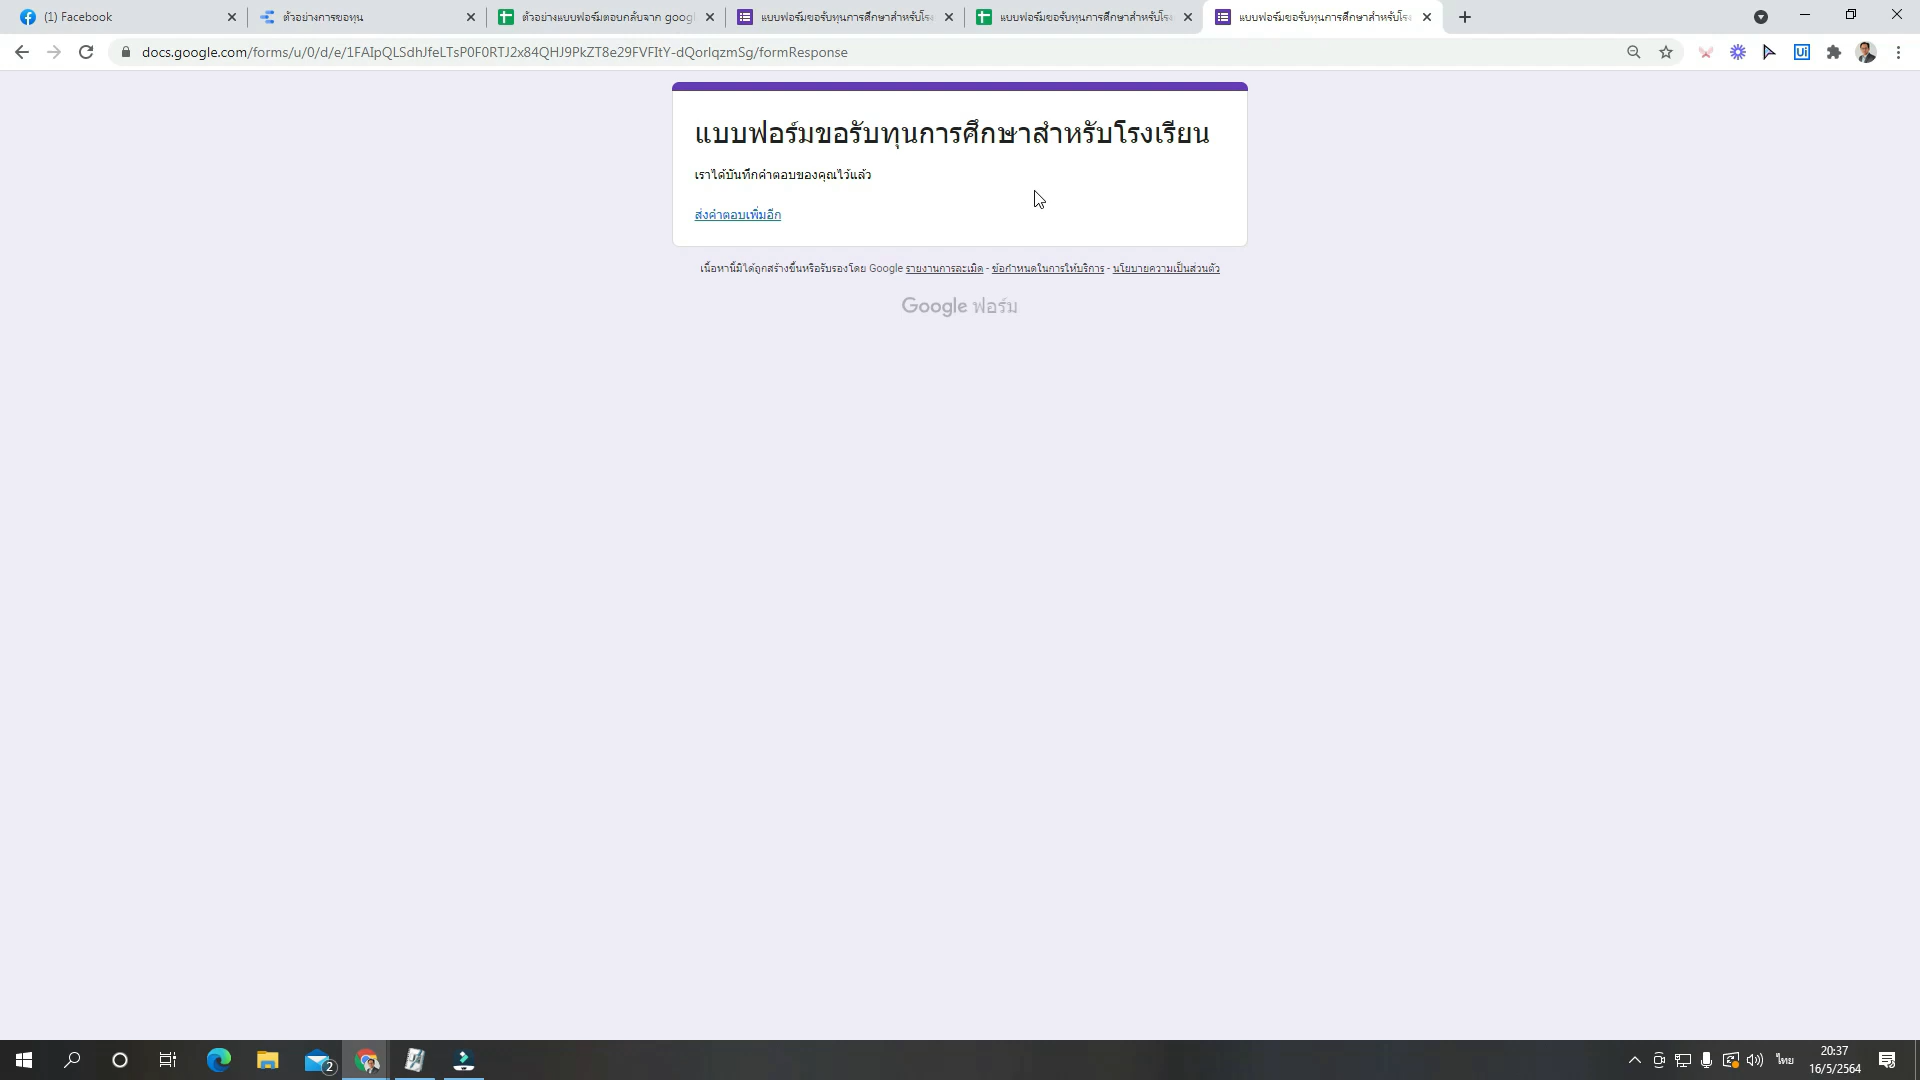 (1) Facebook
ตัวอย่างการขอทุน
ตัวอย่างแบบฟอร์มตอบกลับจาก goog
แบบฟอร์มขอรับทุนการศึกษาสำหรับโร
แบบฟอร์มขอรับทุนการศึกษาสำหรับโร
แบบฟอร์มขอรับทุนการศึกษาสำหรับโร
docs.google.com/forms/u/0/d/e/1FAIpQLSdhJfeLTsP0F0RTJ2x84QHJ9PkZT8e29FVFItY-dQorlqzmSg/formResponse
Ui
แบบฟอร์มขอรับทุนการศึกษาสำหรับโรงเรียน
เราได้บันทึกคำตอบของคุณไว้แล้ว
ส่งคำตอบเพิ่มอีก
เนื้อหานี้มิได้ถูกสร้างขึ้นหรือรับรองโดย Google รายงานการละเมิด - ข้อกำหนดในการให้บริการ - นโยบายความเป็นส่วนตัว
Google ฟอร์ม
2
ไทย
20:37
16/5/2564